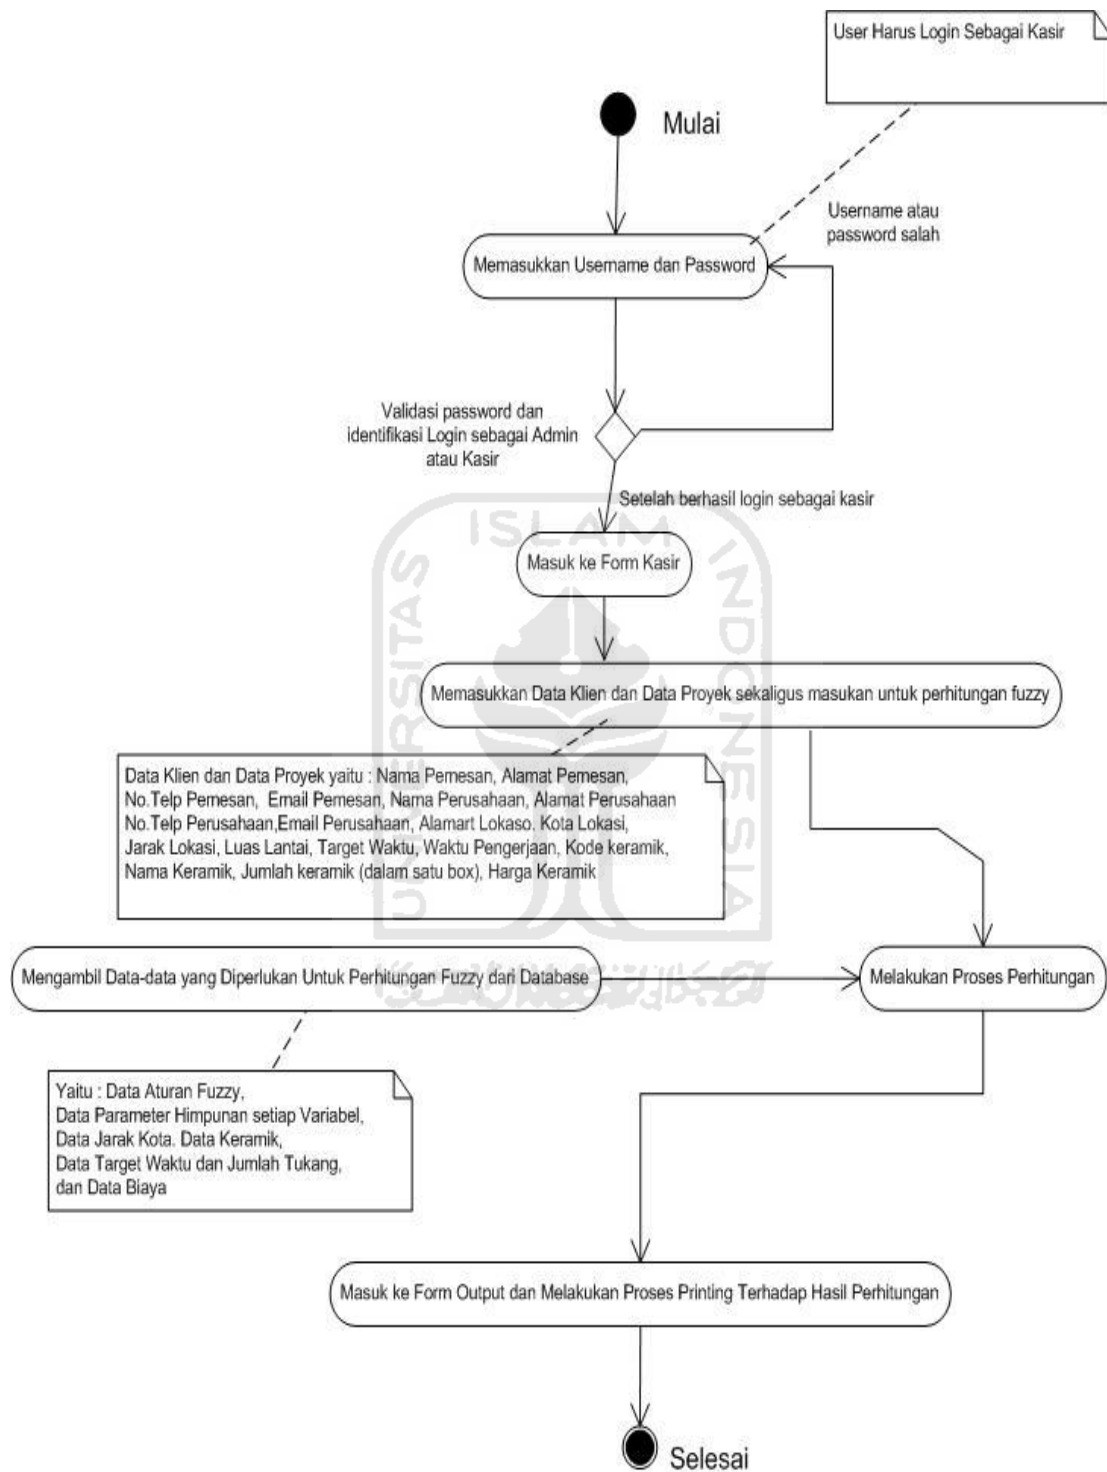 User Harus Login Sebagai Kasir
Mulai
Username atau
password salah
Memasukkan Username dan Password
Validasi password dan
identifikasi Login sebagai Admin
atau Kasir
Setelah berhasil login sebagai kasir
Masuk ke Form Kasir
Memasukkan Data Klien dan Data Proyek sekaligus masukan untuk perhitungan fuzzy
Data Klien dan Data Proyek yaitu : Nama Pemesan, Alamat Pemesan,
No.Telp Pemesan, Email Pemesan, Nama Perusahaan, Alamat Perusahaan
No.Telp Perusahaan,Email Perusahaan, Alamart Lokaso. Kota Lokasi,
Jarak Lokasi, Luas Lantai, Target Waktu, Waktu Pengerjaan, Kode keramik,
Nama Keramik, Jumlah keramik (dalam satu box), Harga Keramik
Mengambil Data-data yang Diperlukan Untuk Perhitungan Fuzzy dari Database
Melakukan Proses Perhitungan
Yaitu : Data Aturan Fuzzy,
Data Parameter Himpunan setiap Variabel,
Data Jarak Kota. Data Keramik,
Data Target Waktu dan Jumlah Tukang,
dan Data Biaya
Masuk ke Form Output dan Melakukan Proses Printing Terhadap Hasil Perhitungan
Selesai
UNIVERSITAS
ISLAM
INDONESIA